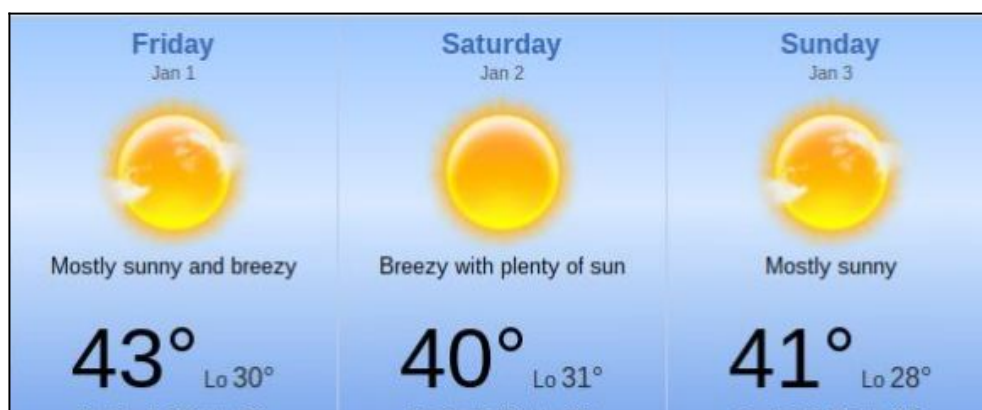 Friday
Jan 1
Mostly sunny and breezy
43° Lo 30°
Saturday
Jan 2
Breezy with plenty of sun
40° Lo 31°
Sunday
Jan 3
Mostly sunny
41° Lo 28°